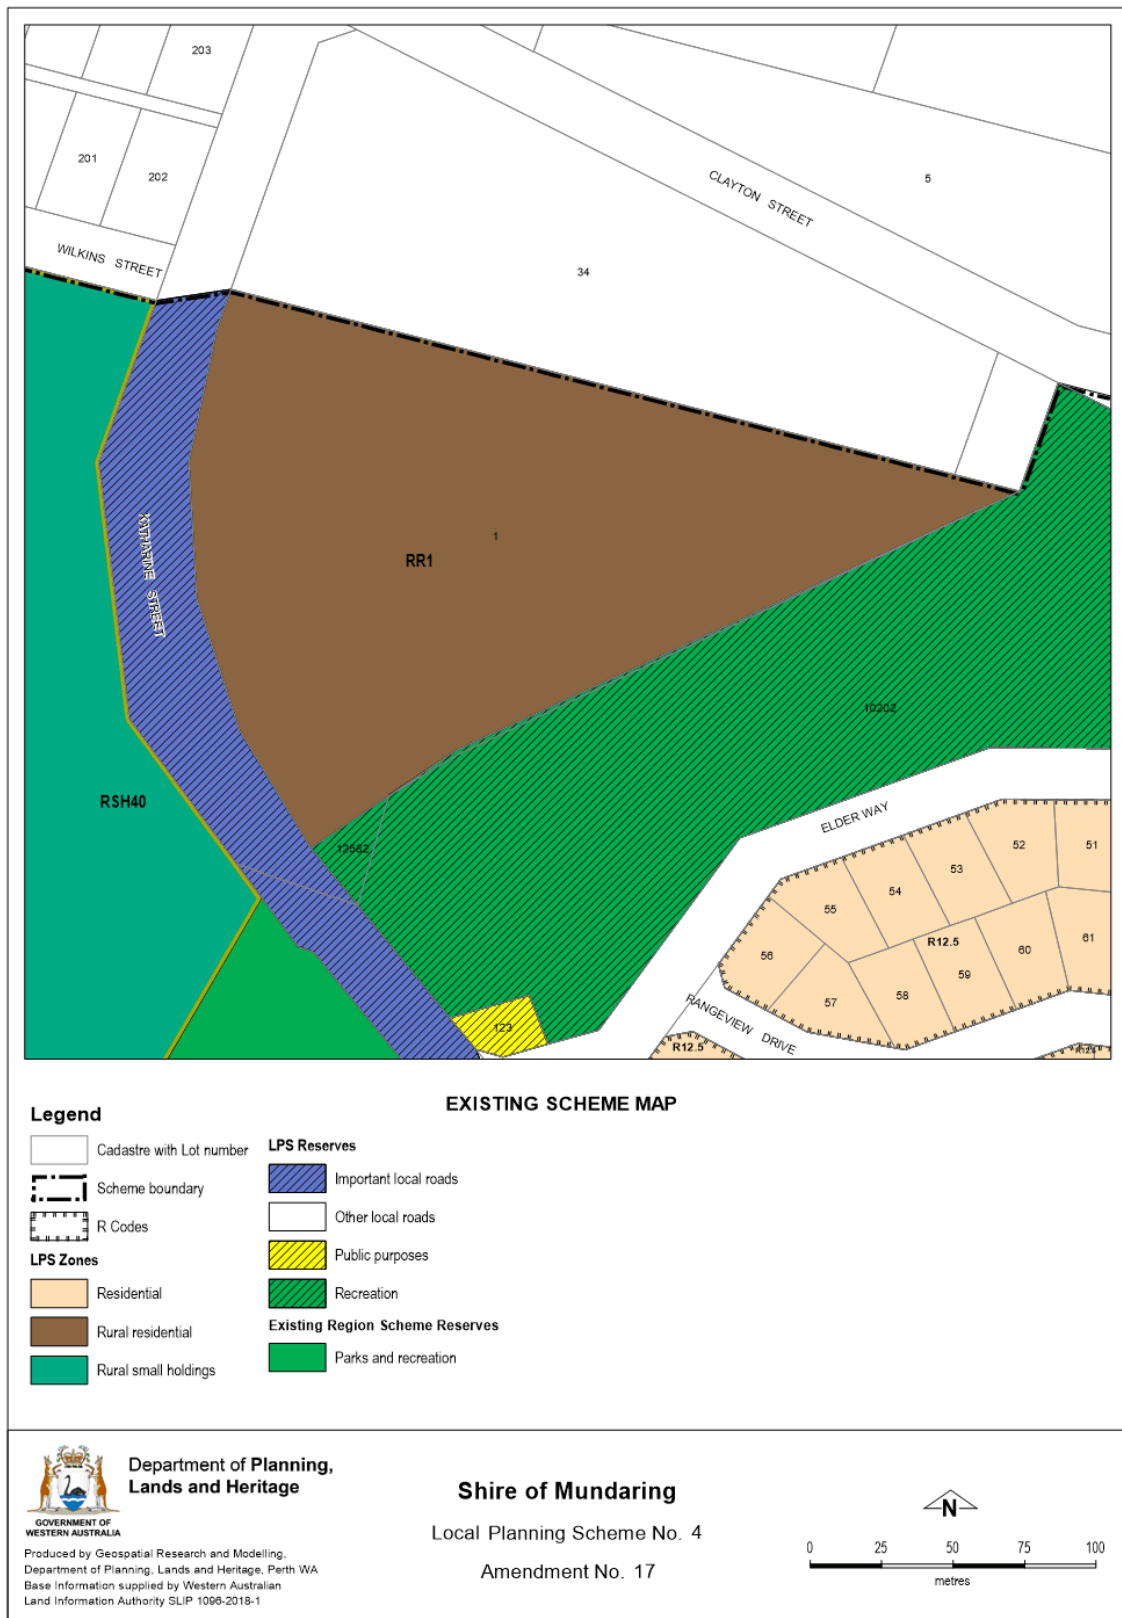 203
201
202
WILKINS STREET
CLAYTON STREET
5
34
KATHARINE STREET
1
RR1
10202
RSH40
12582
ELDER WAY
51
52
53
54
55
56
R12.5
61
60
59
58
57
RANGEVIEW DRIVE
123
R12.5
EXISTING SCHEME MAP
Legend
Cadastre with Lot number
Scheme boundary
R Codes
LPS Zones
Residential
Rural residential
Rural small holdings
LPS Reserves
Important local roads
Other local roads
Public purposes
Recreation
Existing Region Scheme Reserves
Parks and recreation
GOVERNMENT OF
WESTERN AUSTRALIA
Department of Planning,
Lands and Heritage
Produced by Geospatial Research and Modelling,
Department of Planning, Lands and Heritage, Perth WA
Base Information supplied by Western Australian
Land Information Authority SLIP 1096-2018-1
Shire of Mundaring
Local Planning Scheme No. 4
Amendment No. 17
N
0 25 50 75 100
metres